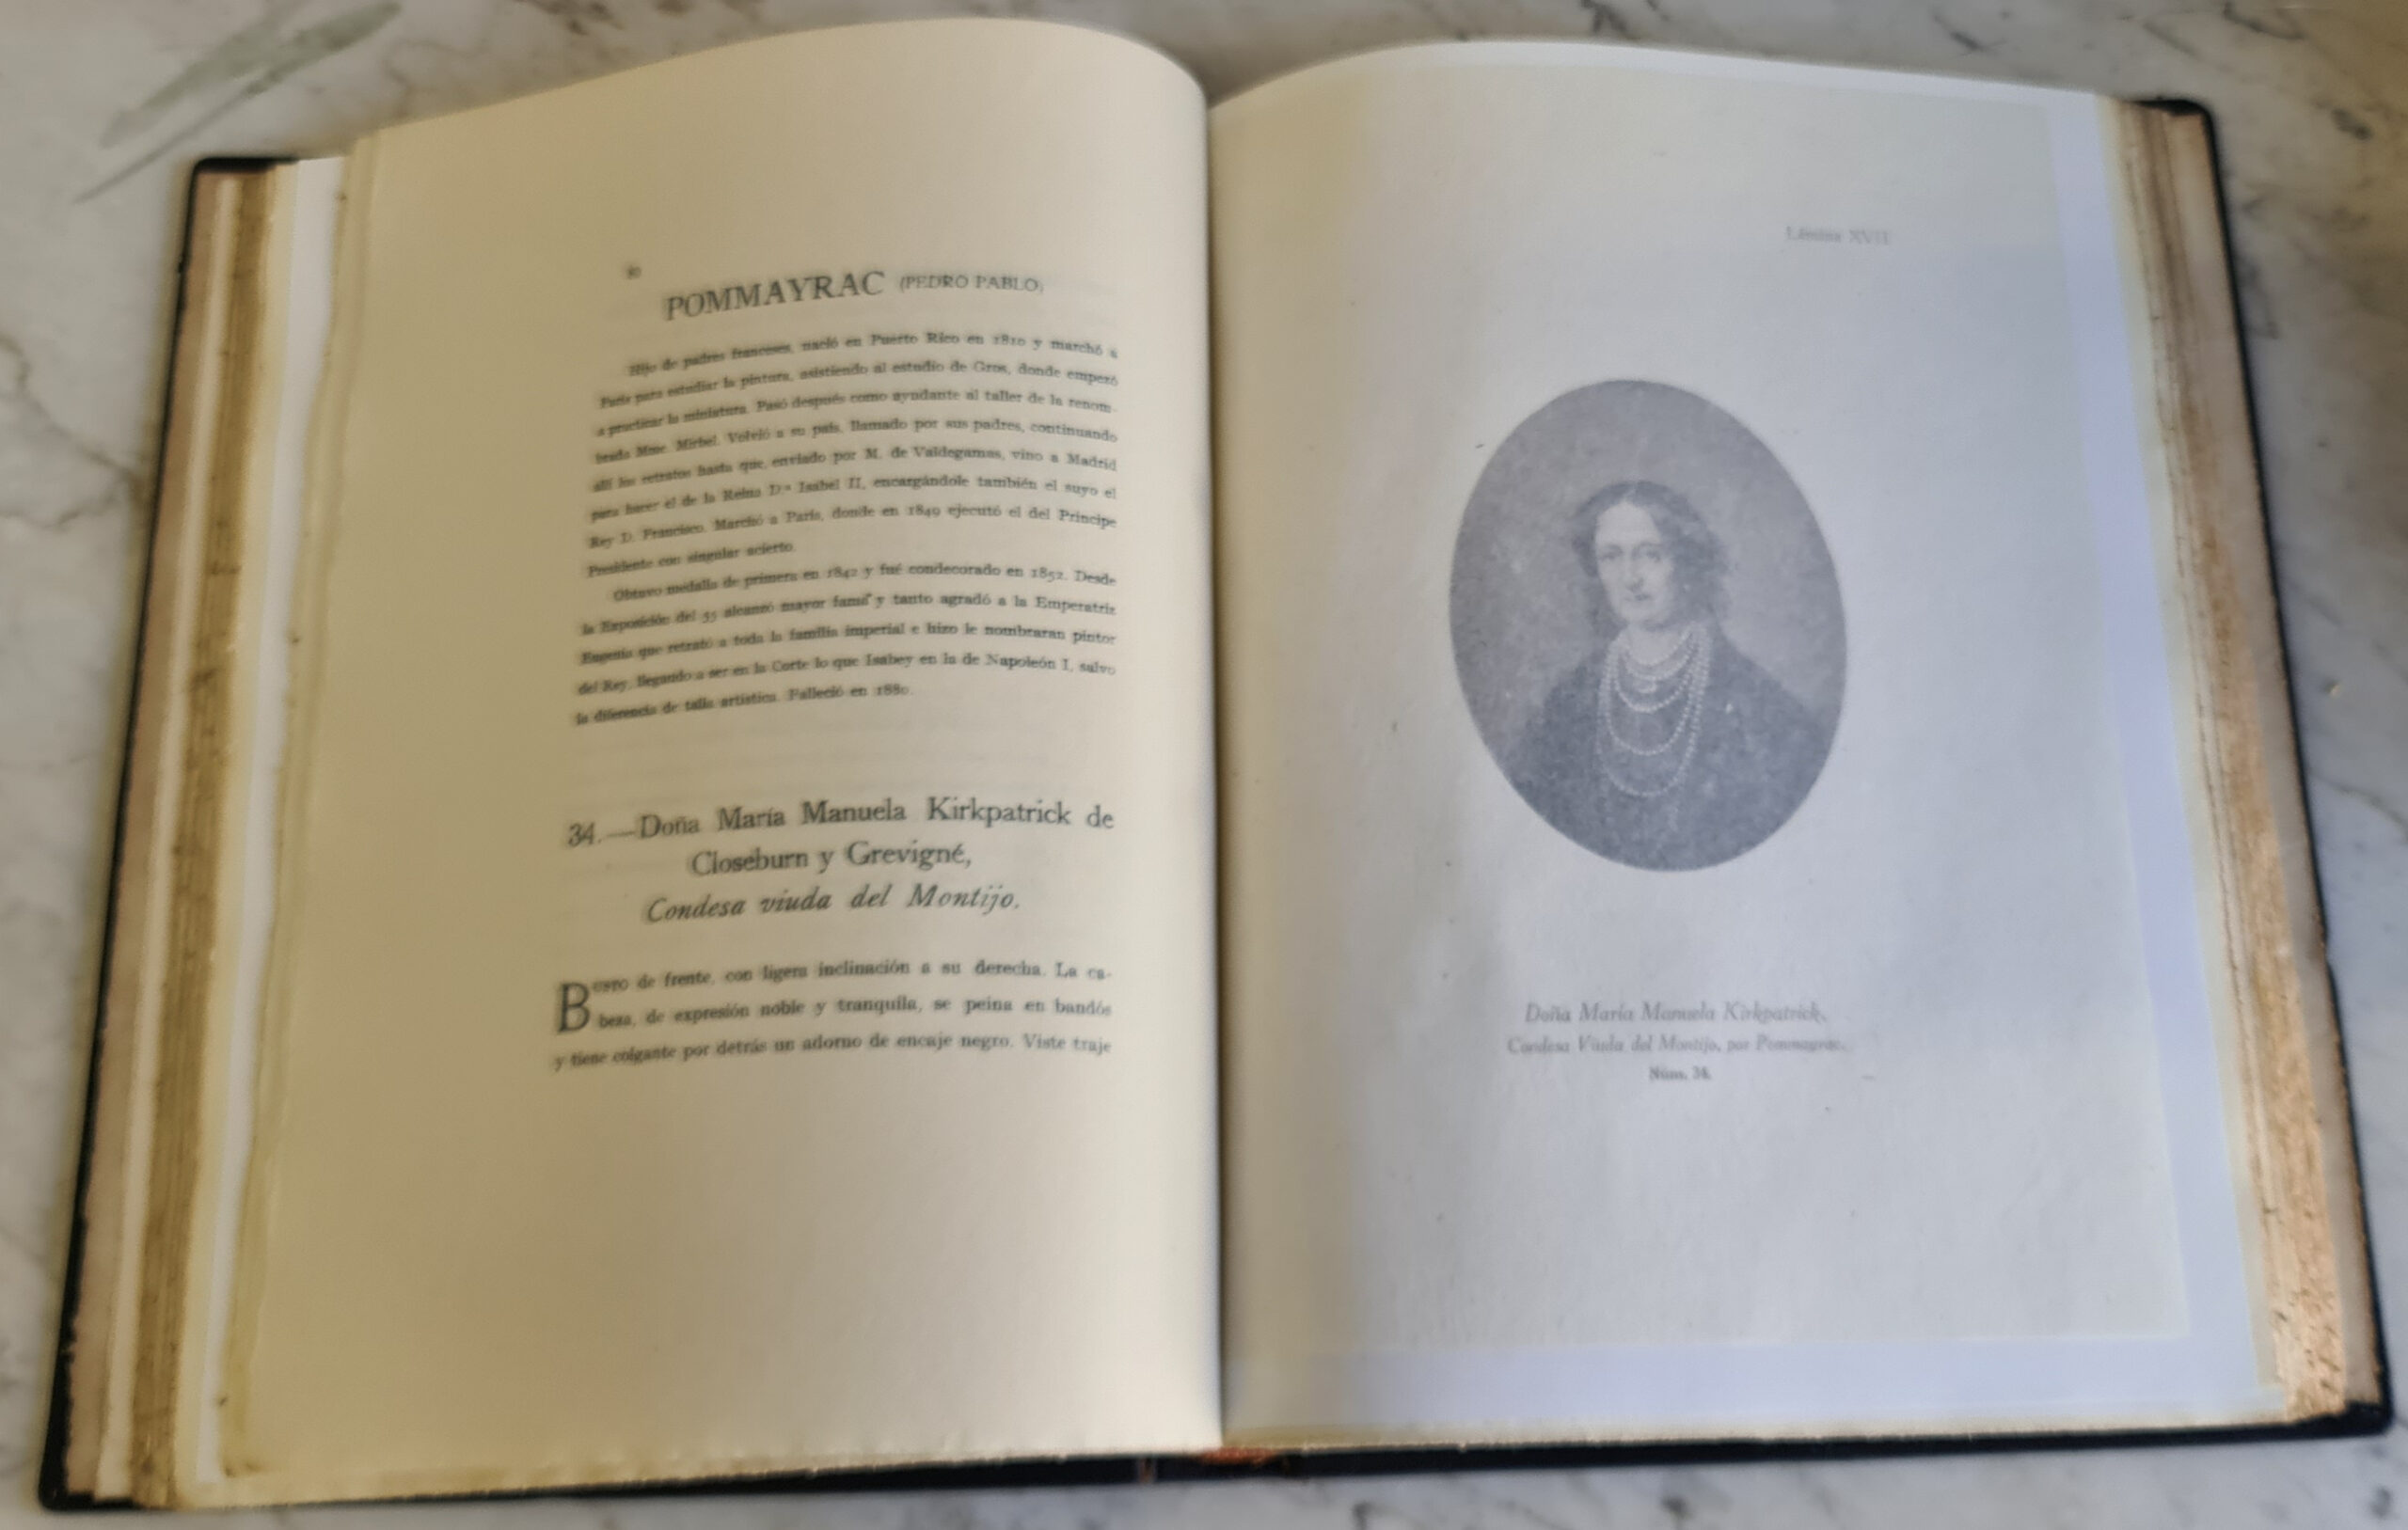 80
POMMAYRAC (PEDRO PABLO)
Hijo de padres franceses, nació en Puerto Rico en 1810 y marchó a
París para estudiar la pintura, asistiendo al estudio de Gros, donde empezó
a practicar la miniatura. Pasó después como ayudante al taller de la renom-
brada Mme. Mirbel. Volvió a su país, llamado por sus padres, continuando
allí los retratos hasta que, enviado por M. de Valdegamas, vino a Madrid
para hacer el de la Reina D.ª Isabel II, encargándole también el suyo el
Rey D. Francisco. Marchó a París, donde en 1849 ejecutó el del Príncipe
Presidente con singular acierto.
Obtuvo medalla de primera en 1842 y fué condecorado en 1852. Desde
la Exposición del 55 alcanzó mayor fama y tanto agradó a la Emperatriz
Eugenia que retrató a toda la familia imperial e hizo le nombraran pintor
del Rey, llegando a ser en la Corte lo que Isabey en la de Napoleón I, salvo
la diferencia de talla artística. Falleció en 1880.
34.—Doña María Manuela Kirkpatrick de
Closeburn y Grevigné,
Condesa viuda del Montijo.
Busto de frente, con ligera inclinación a su derecha. La ca-
beza, de expresión noble y tranquila, se peina en bandós
y tiene colgante por detrás un adorno de encaje negro. Viste traje
Lámina XVII
Doña María Manuela Kirkpatrick,
Condesa Viuda del Montijo, por Pommayrac.
Núm. 34.